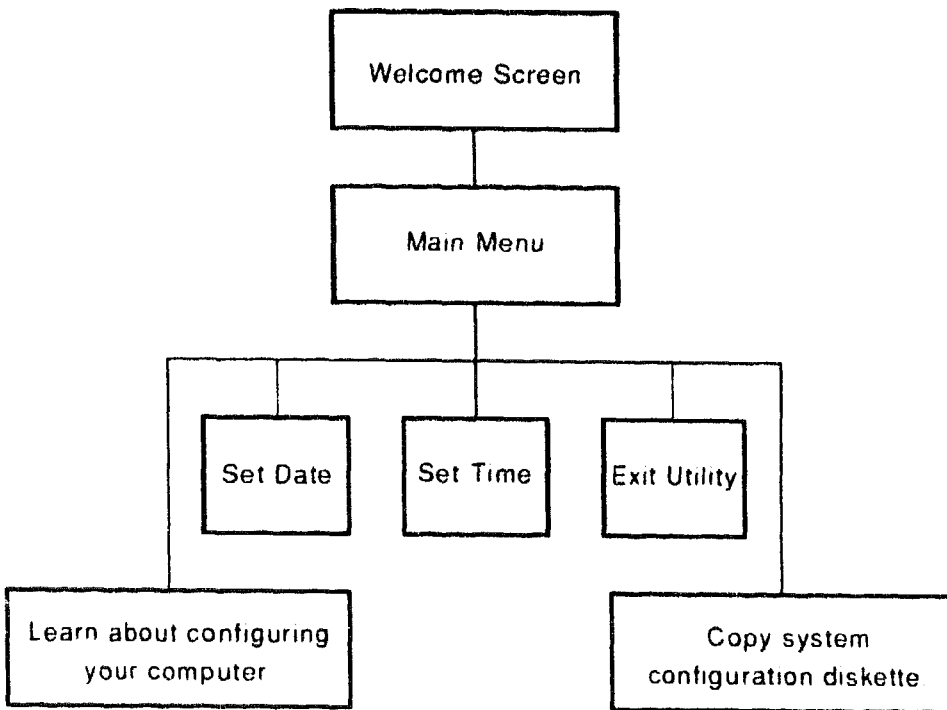 Welcome Screen
Main Menu
Set Date
Set Time
Exit Utility
Learn about configuring
your computer
Copy system
configuration diskette